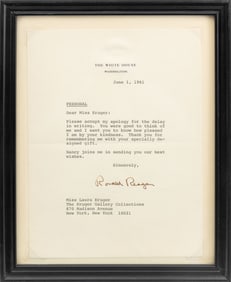 THE WHITE HOUSE
WASHINGTON
June 1, 1981
PERSONAL
Dear Miss Kruger:
Please accept my apology for the delay
in writing. You were good to think of
me and I want you to know how pleased
I am by your kindness. Thank you for
remembering me with your specially de-
signed gift.
Nancy joins me in sending you our best
wishes.
Sincerely,
Ronald Reagan
Miss Laura Kruger
The Kruger Gallery Collections
870 Madison Avenue
New York, New York 10021